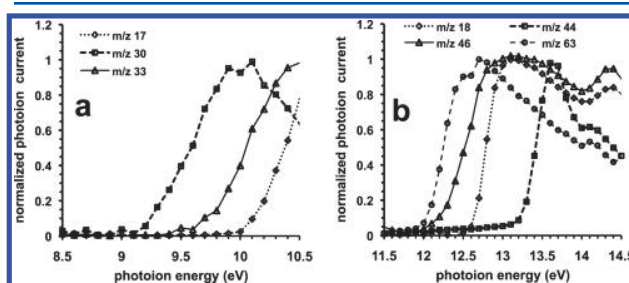 m/z 17
m/z 30
m/z 33
a
normalized photoion current
1.2
1
0.8
0.6
0.4
0.2
0
8.5 9 9.5 10 10.5
photoion energy (eV)
m/z 18 m/z 44
m/z 46 m/z 63
b
normalized photoion current
1.2
1
0.8
0.6
0.4
0.2
0
11.5 12 12.5 13 13.5 14 14.5
photoion energy (eV)